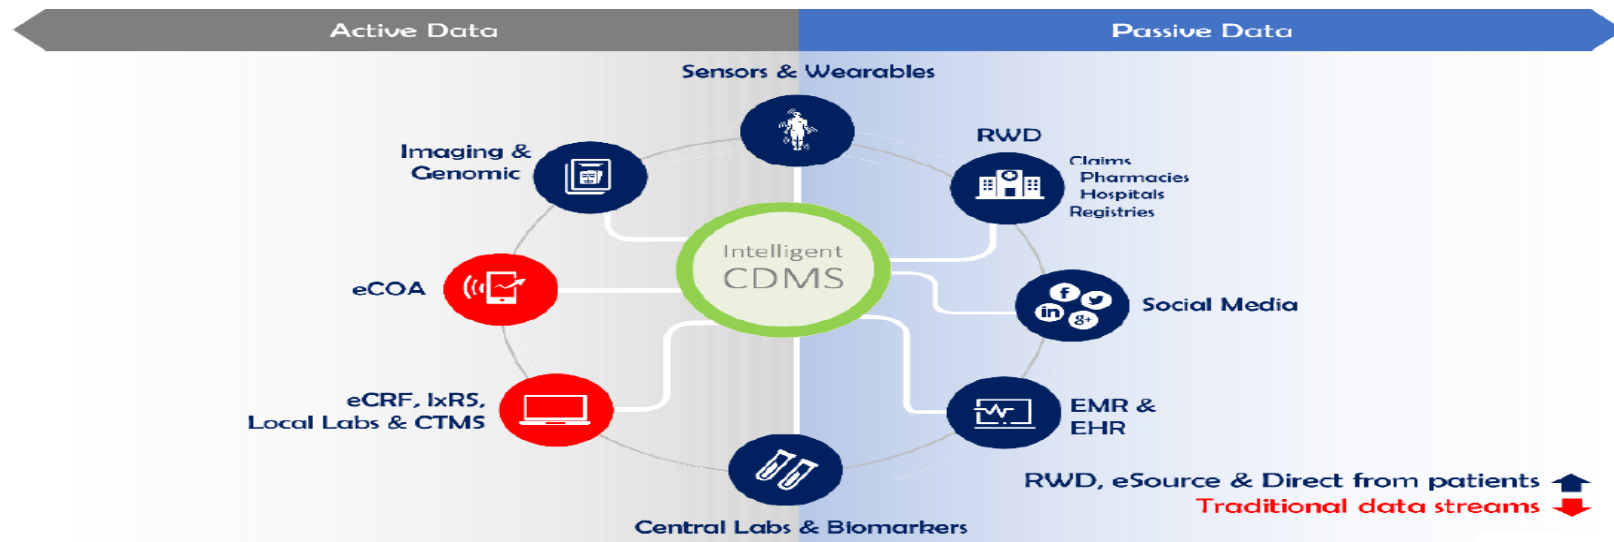 Active Data
Passive Data
Sensors & Wearables
Imaging &
Genomic
RWD
Claims
Pharmacies
Hospitals
Registries
Intelligent
CDMS
eCOA
f
in
g+
Social Media
eCRF, IxRS,
Local Labs & CTMS
EMR &
EHR
RWD, eSource & Direct from patients
Traditional data streams
Central Labs & Biomarkers